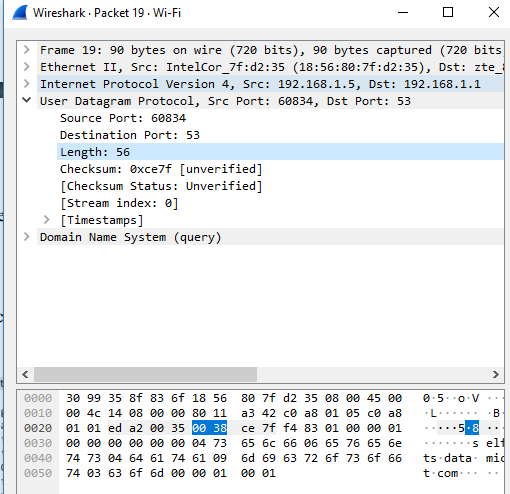 Wireshark · Packet 19 · Wi-Fi
Frame 19: 90 bytes on wire (720 bits), 90 bytes captured (720 bits
Ethernet II, Src: IntelCor_7f:d2:35 (18:56:80:7f:d2:35), Dst: zte_
Internet Protocol Version 4, Src: 192.168.1.5, Dst: 192.168.1.1
User Datagram Protocol, Src Port: 60834, Dst Port: 53
Source Port: 60834
Destination Port: 53
Length: 56
Checksum: 0xce7f [unverified]
[Checksum Status: Unverified]
[Stream index: 0]
[Timestamps]
Domain Name System (query)
0000 30 99 35 8f 83 6f 18 56 80 7f d2 35 08 00 45 00 0·5··o·V
0010 00 4c 14 08 00 00 80 11 a3 42 c0 a8 01 05 c0 a8 ·L·······B
0020 01 01 ed a2 00 35 00 38 ce 7f f4 83 01 00 00 01 ·····5·8
0030 00 00 00 00 00 00 04 73 65 6c 66 06 65 76 65 6e ·······s elf
0040 74 73 04 64 61 74 61 09 6d 69 63 72 6f 73 6f 66 ts·data·mic
0050 74 03 63 6f 6d 00 00 01 00 01 t·com···